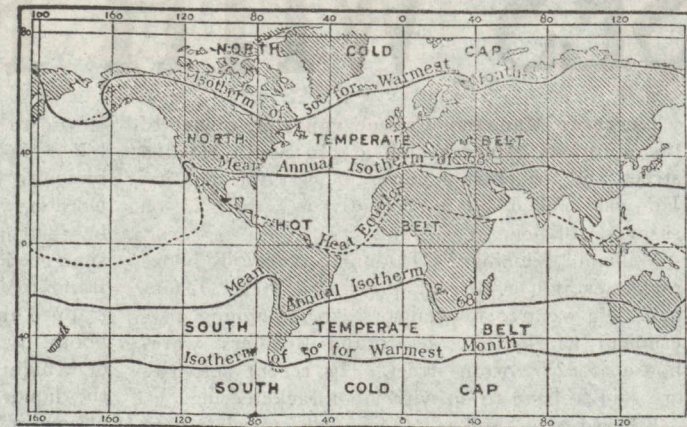 160 160 120 80 40 0 40 80 120
NORTH COLD CAP
80
Isotherm of 50° for Warmest Month
NORTH TEMPERATE BELT
40
Mean Annual Isotherm of 68°
HOT BELT
Heat Equator
0
Mean Annual Isotherm 68°
SOUTH TEMPERATE BELT
40
Isotherm of 50° for Warmest Month
SOUTH COLD CAP
160 160 120 80 40 0 40 80 120